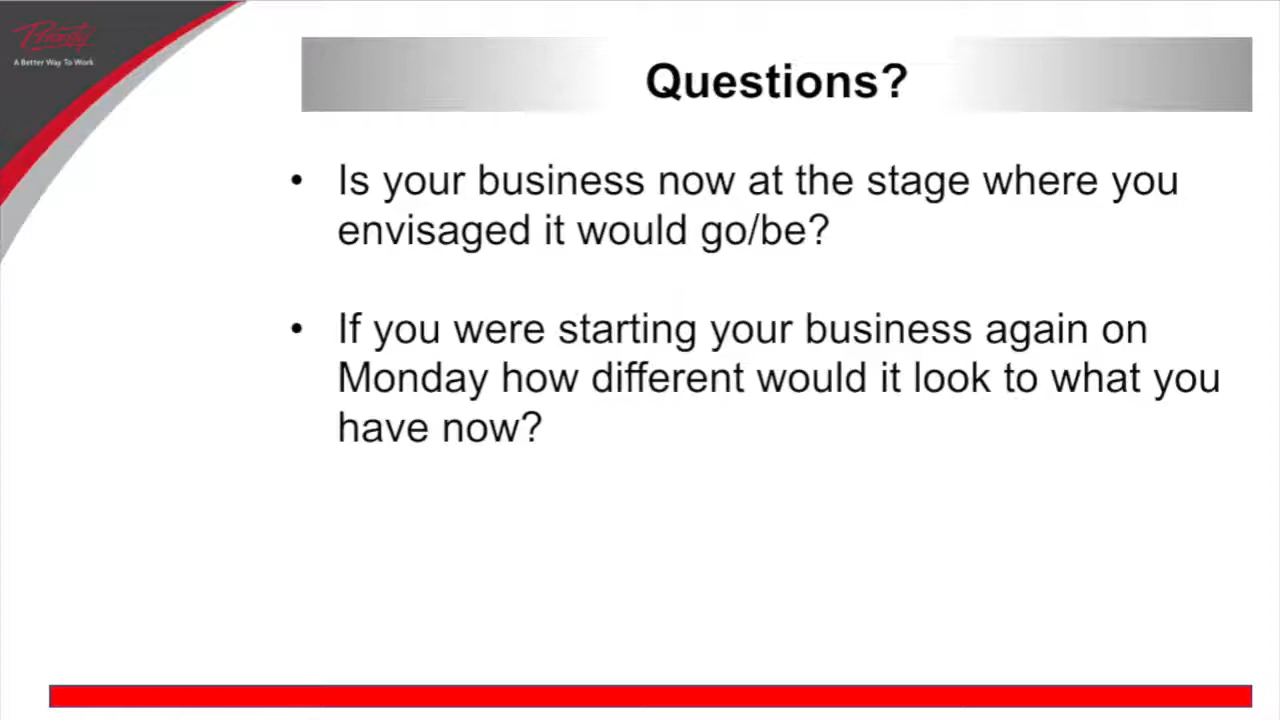 Priority
A Better Way To Work
Questions?
• Is your business now at the stage where you
envisaged it would go/be?
• If you were starting your business again on
Monday how different would it look to what you
have now?